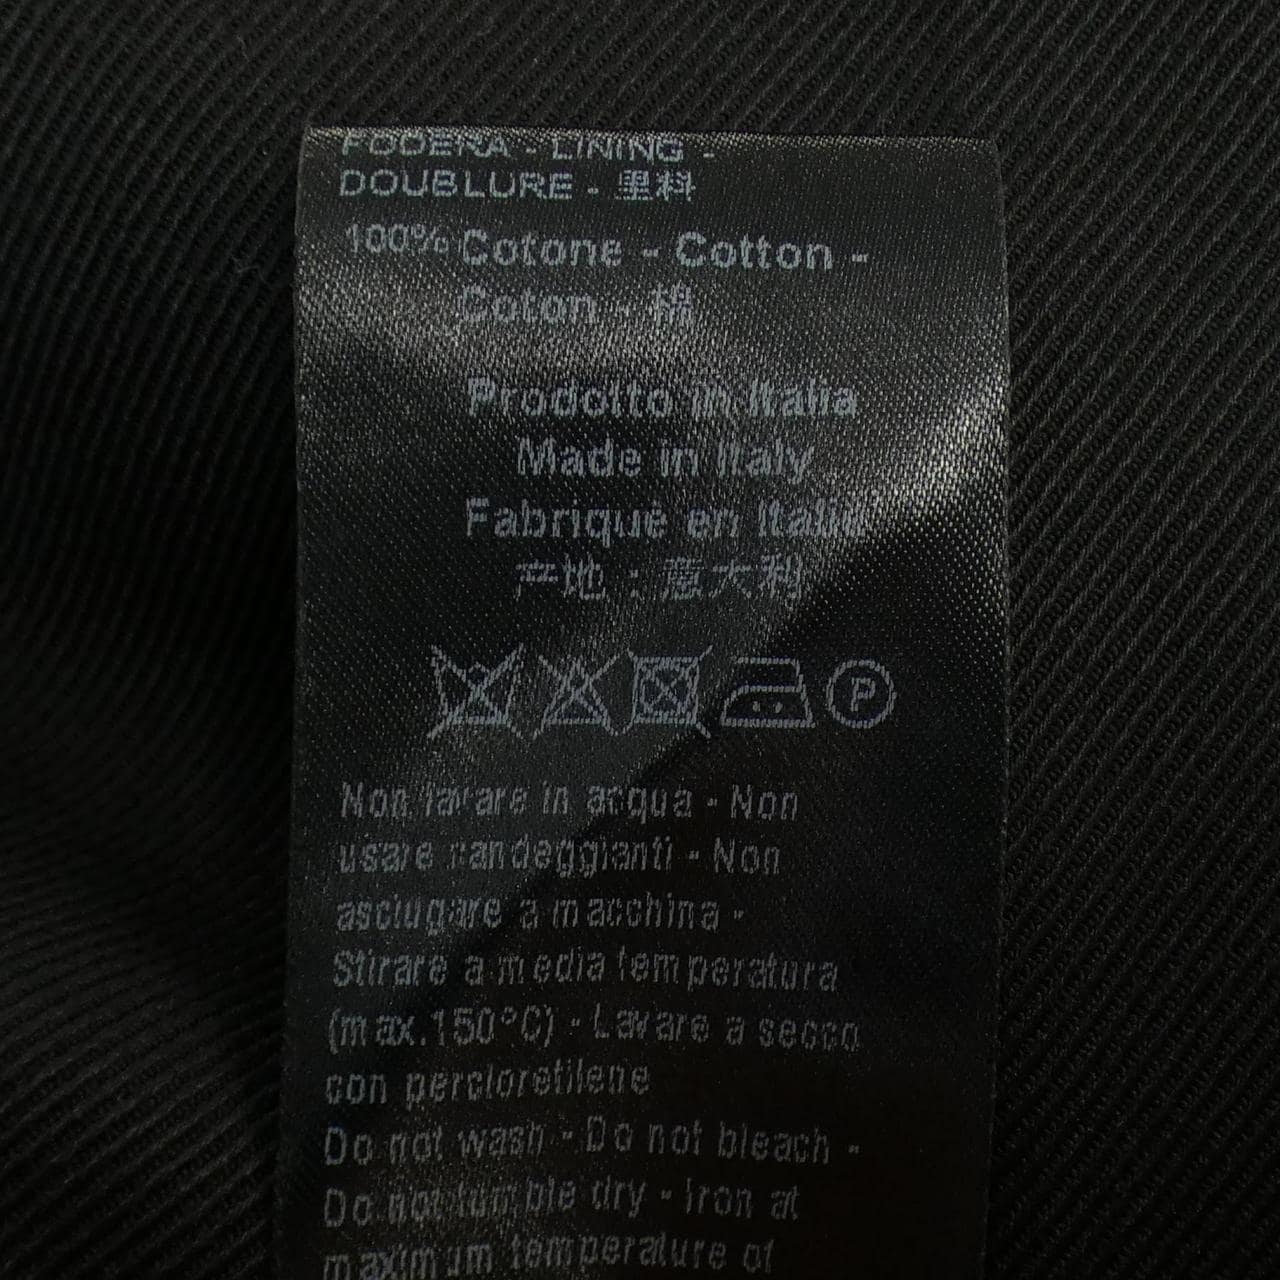 FODERA - LINING -
DOUBLURE - 里料
100% Cotone - Cotton -
Coton - 棉
Prodotto in Italia
Made in Italy
Fabriqué en Italie
产地：意大利
P
Non lavare in acqua - Non
usare candeggianti - Non
asciugare a macchina -
Stirare a media temperatura
(max.150°C) - Lavare a secco
con percloretilene
Do not wash - Do not bleach -
Do not tumble dry - Iron at
maximum temperature of